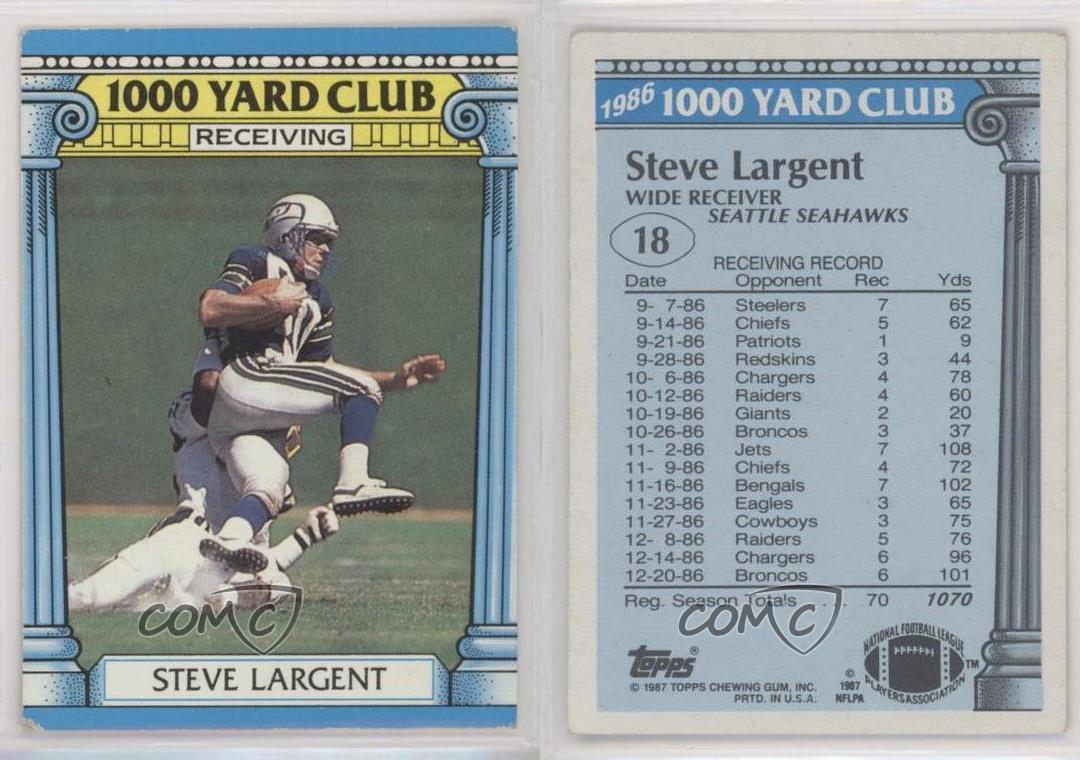 1000 YARD CLUB
RECEIVING
COMC
STEVE LARGENT
1986 1000 YARD CLUB
Steve Largent
WIDE RECEIVER
SEATTLE SEAHAWKS
18
RECEIVING RECORD
Date Opponent Rec Yds
9- 7-86 Steelers 7 65
9-14-86 Chiefs 5 62
9-21-86 Patriots 1 9
9-28-86 Redskins 3 44
10- 6-86 Chargers 4 78
10-12-86 Raiders 4 60
10-19-86 Giants 2 20
10-26-86 Broncos 3 37
11- 2-86 Jets 7 108
11- 9-86 Chiefs 4 72
11-16-86 Bengals 7 102
11-23-86 Eagles 3 65
11-27-86 Cowboys 3 75
12- 8-86 Raiders 5 76
12-14-86 Chargers 6 96
12-20-86 Broncos 6 101
Reg. Season Totals .... 70 1070
COMC
Topps®
© 1987 TOPPS CHEWING GUM, INC.
PRTD. IN U.S.A.
© 1987 NFLPA
NATIONAL FOOTBALL LEAGUE
PLAYERS ASSOCIATION™